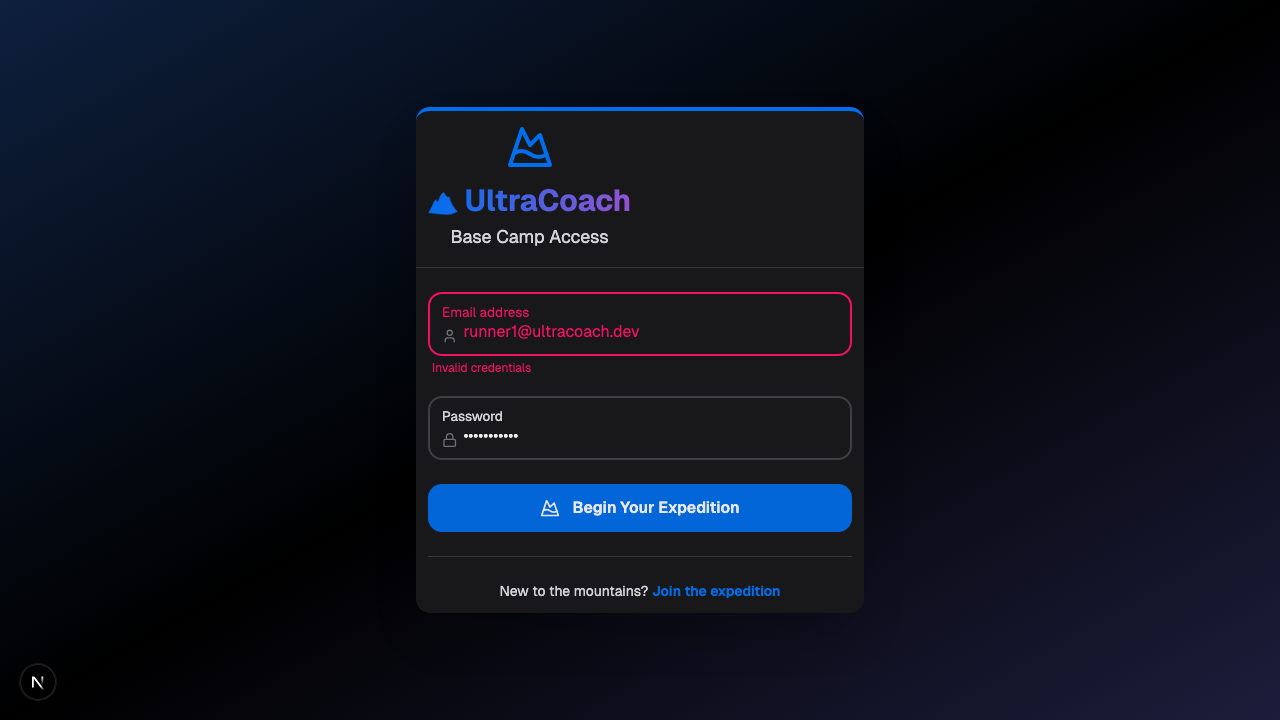 UltraCoach
Base Camp Access
Email address
runner1@ultracoach.dev
Invalid credentials
Password
•••••••••••
Begin Your Expedition
New to the mountains? Join the expedition
N